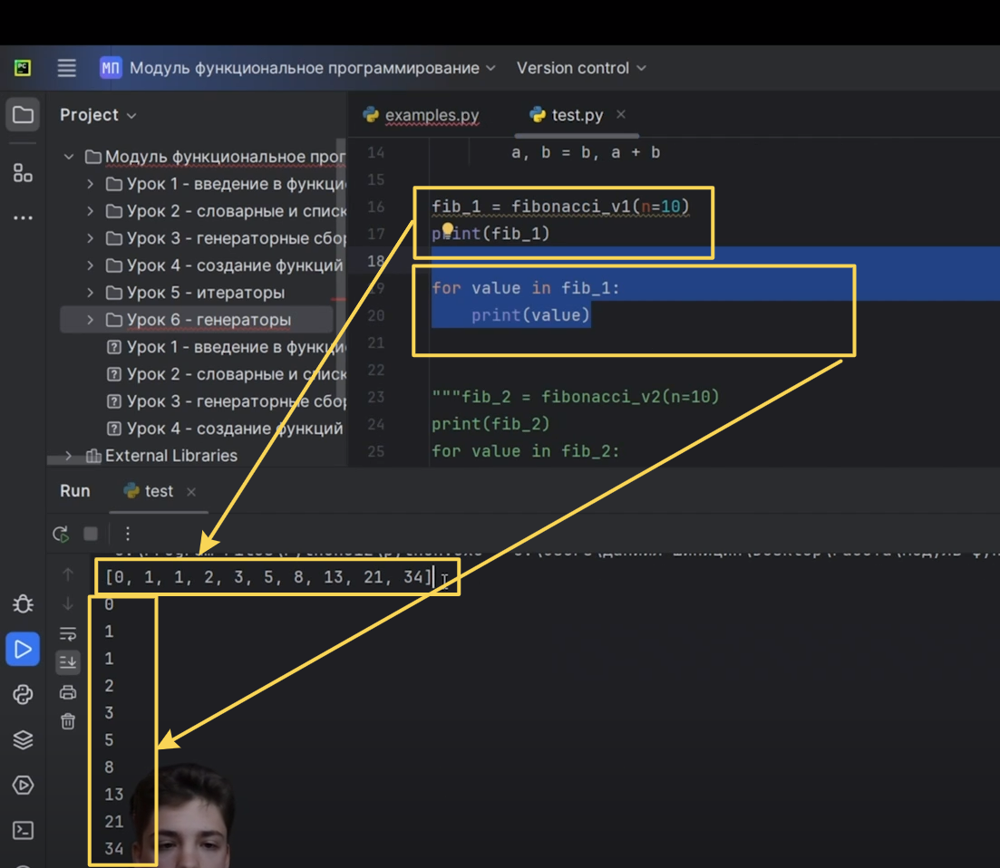 PC
МП Модуль функциональное программирование Version control
Project
examples.py
test.py
Модуль функциональное прог
Урок 1 - введение в функци
Урок 2 - словарные и списк
Урок 3 - генераторные сбор
Урок 4 - создание функций
Урок 5 - итераторы
Урок 6 - генераторы
Урок 1 - введение в функци
Урок 2 - словарные и списк
Урок 3 - генераторные сбор
Урок 4 - создание функций
External Libraries
14 a, b = b, a + b
15
16 fib_1 = fibonacci_v1(n=10)
17 print(fib_1)
18
19 for value in fib_1:
20 print(value)
21
22
23 """fib_2 = fibonacci_v2(n=10)
24 print(fib_2)
25 for value in fib_2:
Run test
[0, 1, 1, 2, 3, 5, 8, 13, 21, 34]
0
1
1
2
3
5
8
13
21
34